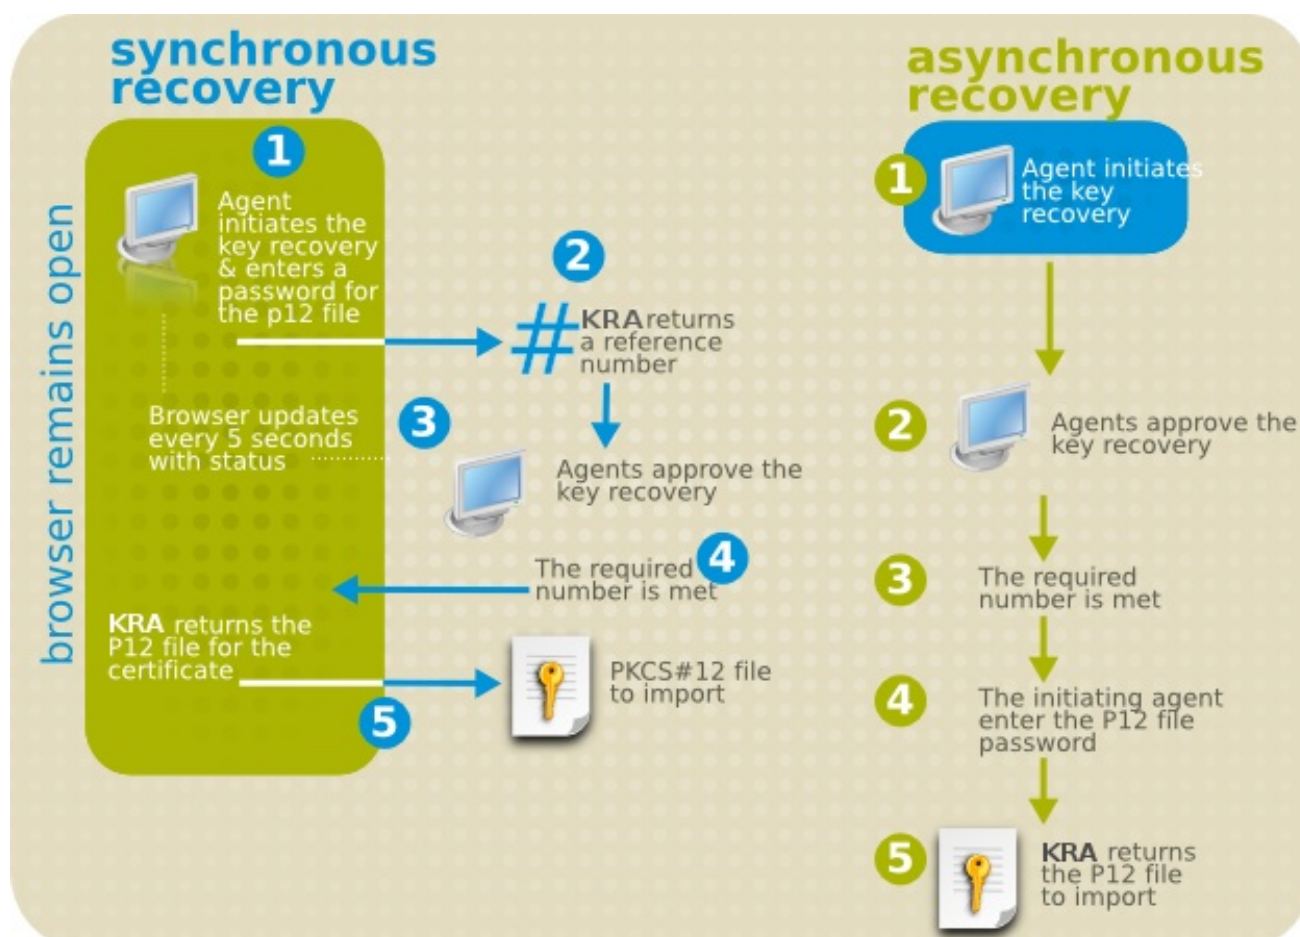 synchronous
recovery
browser remains open
1
Agent
initiates the
key recovery
& enters a
password for
the p12 file
2
#
KRA returns
a reference
number
Browser updates
every 5 seconds
with status
3
Agents approve the
key recovery
4
The required
number is met
KRA returns the
P12 file for the
certificate
5
PKCS#12 file
to import
asynchronous
recovery
1
Agent initiates
the key
recovery
2
Agents approve the
key recovery
3
The required
number is met
4
The initiating agent
enter the P12 file
password
5
KRA returns
the P12 file
to import